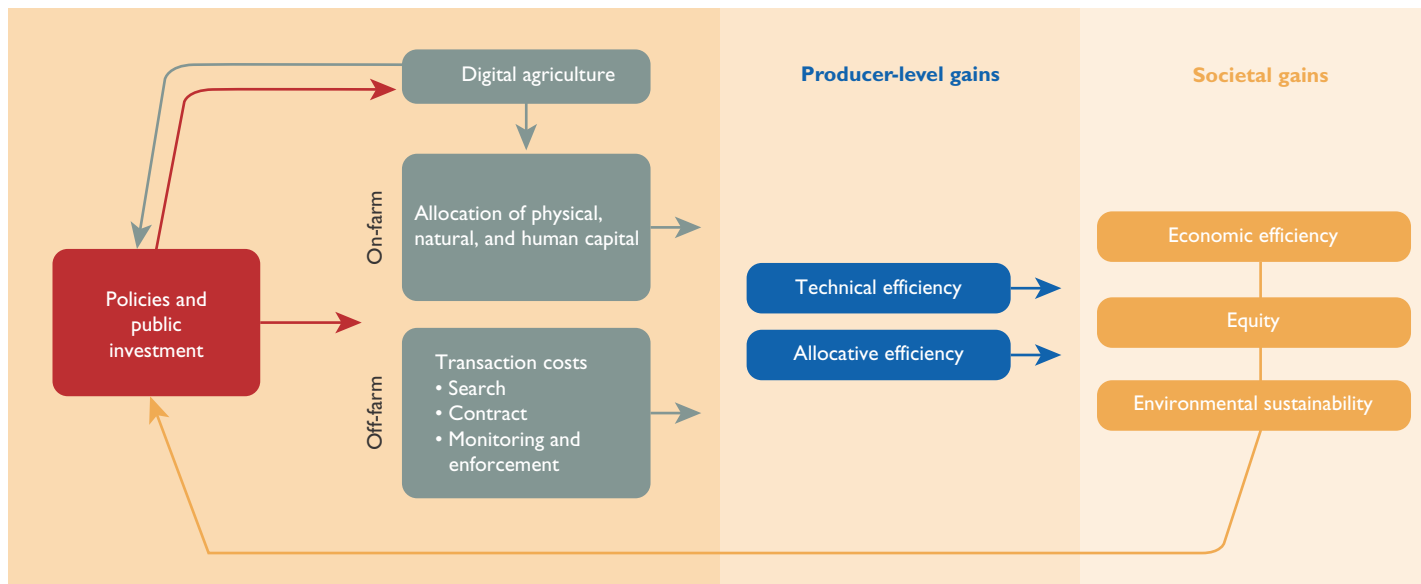 Digital agriculture
Producer-level gains
Societal gains
On-farm
Allocation of physical,
natural, and human capital
Policies and
public
investment
Off-farm
Transaction costs
• Search
• Contract
• Monitoring and
enforcement
Technical efficiency
Allocative efficiency
Economic efficiency
Equity
Environmental sustainability